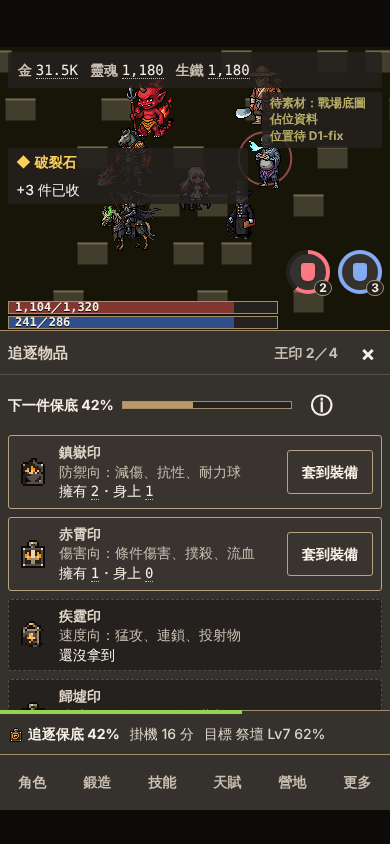 金 31.5K 靈魂 1,180 生鐵 1,180
待素材：戰場底圖
佔位資料
位置待 D1-fix
◆ 破裂石
+3 件已收
2
3
1,104／1,320
241／286
追逐物品
王印 2／4
×
下一件保底 42%
鎮嶽印
防禦向：減傷、抗性、耐力球
擁有 2・身上 1
套到裝備
赤霄印
傷害向：條件傷害、撲殺、流血
擁有 1・身上 0
套到裝備
疾霆印
速度向：猛攻、連鎖、投射物
還沒拿到
歸墟印
追逐保底 42% 掛機 16 分 目標 祭壇 Lv7 62%
角色 鍛造 技能 天賦 營地 更多